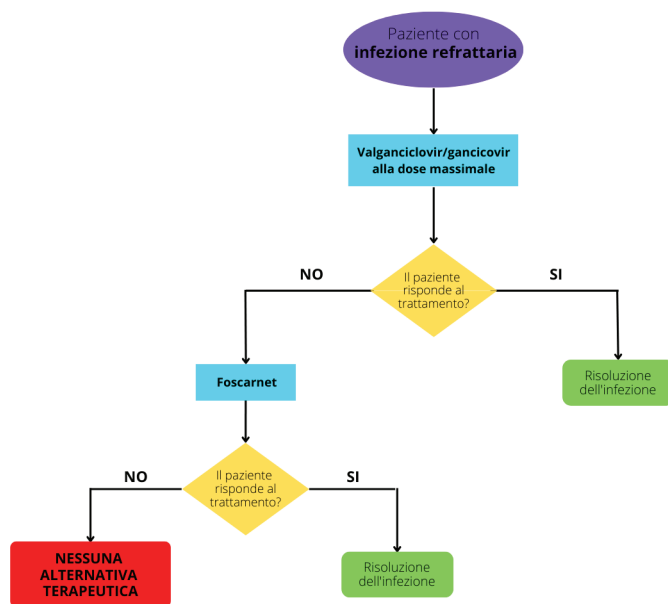 Paziente con
infezione refrattaria
Valganciclovir/gancicovir
alla dose massimale
NO
Il paziente
risponde al
trattamento?
SI
Foscarnet
Risoluzione
dell'infezione
NO
Il paziente
risponde al
trattamento?
SI
NESSUNA
ALTERNATIVA
TERAPEUTICA
Risoluzione
dell'infezione